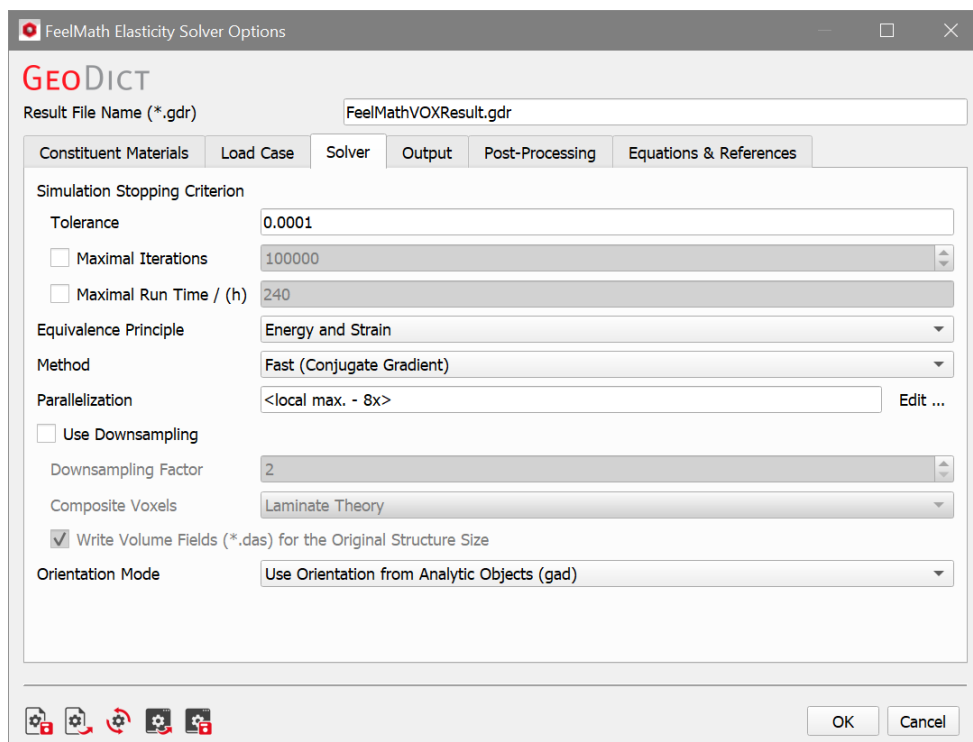 FeelMath Elasticity Solver Options
GEODICT
Result File Name (*.gdr) FeelMathVOXResult.gdr
Constituent Materials Load Case Solver Output Post-Processing Equations & References
Simulation Stopping Criterion
Tolerance 0.0001
Maximal Iterations 100000
Maximal Run Time / (h) 240
Equivalence Principle Energy and Strain
Method Fast (Conjugate Gradient)
Parallelization <local max. - 8x> Edit ...
Use Downsampling
Downsampling Factor 2
Composite Voxels Laminate Theory
Write Volume Fields (*.das) for the Original Structure Size
Orientation Mode Use Orientation from Analytic Objects (gad)
OK Cancel